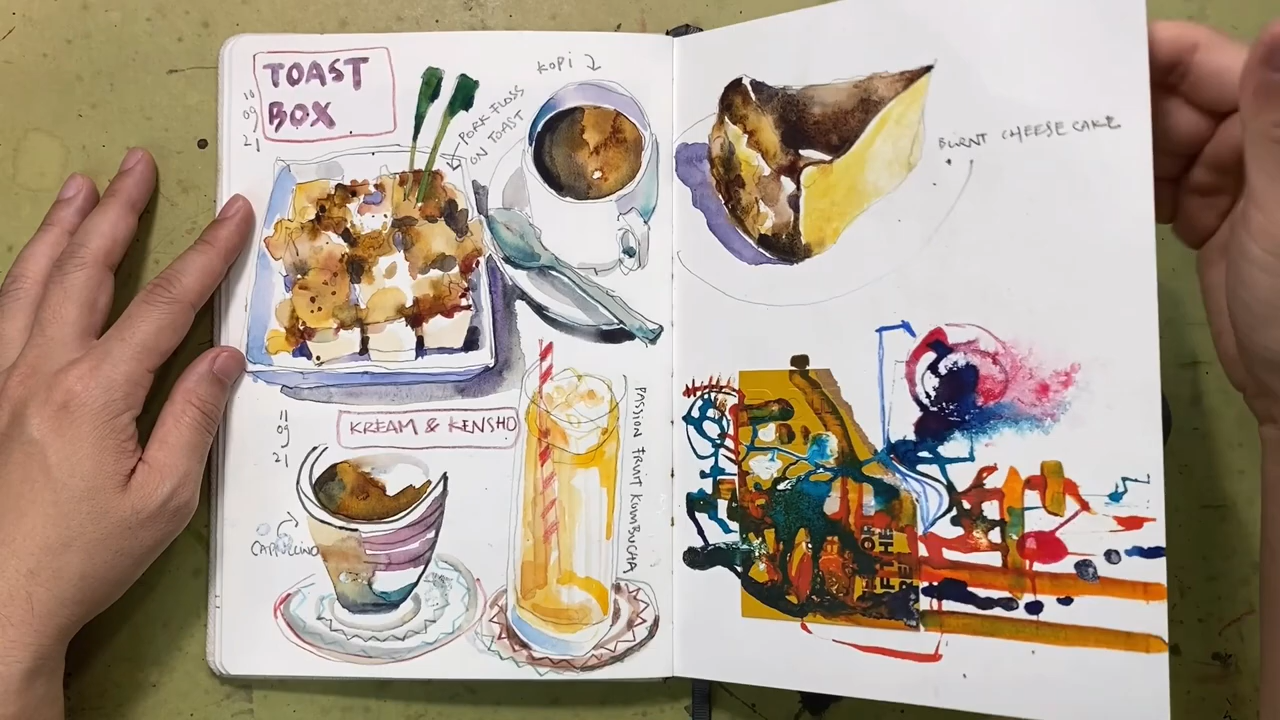 TOAST
BOX
10
09
21
KOPI
PORK FLOSS
ON TOAST
BURNT CHEESE CAKE
11
09
21
KREAM & KENSHO
CAPPUCCINO
PASSION FRUIT KOMBUCHA